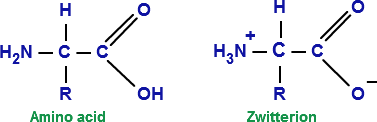 H O H O
H₂N C C H₃N⁺ C C
R OH R O⁻
Amino acid Zwitterion